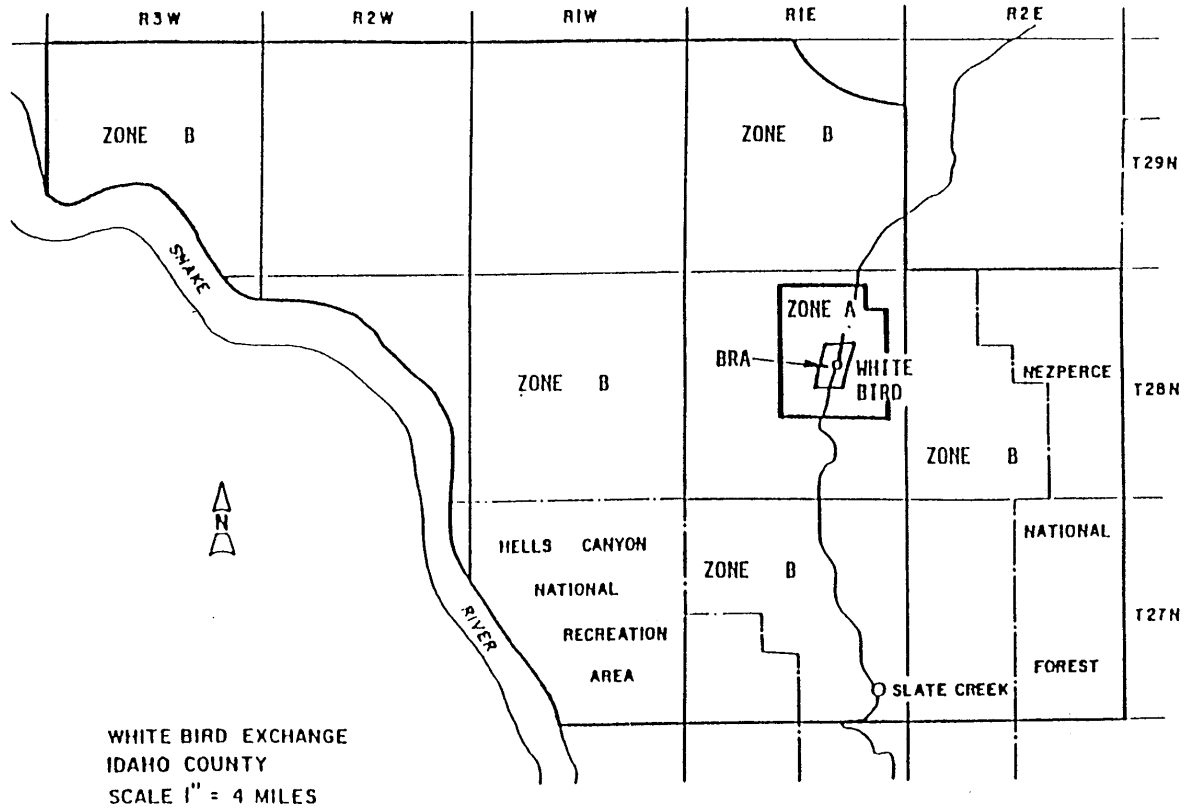 R3W R2W R1W R1E R2E
ZONE B
ZONE B
T29N
SNAKE
ZONE A
BRA
WHITE
BIRD
NEZPERCE
ZONE B
T28N
ZONE B
N
HELLS CANYON
NATIONAL
RECREATION
AREA
NATIONAL
ZONE B
RIVER
T27N
FOREST
SLATE CREEK
WHITE BIRD EXCHANGE
IDAHO COUNTY
SCALE 1" = 4 MILES